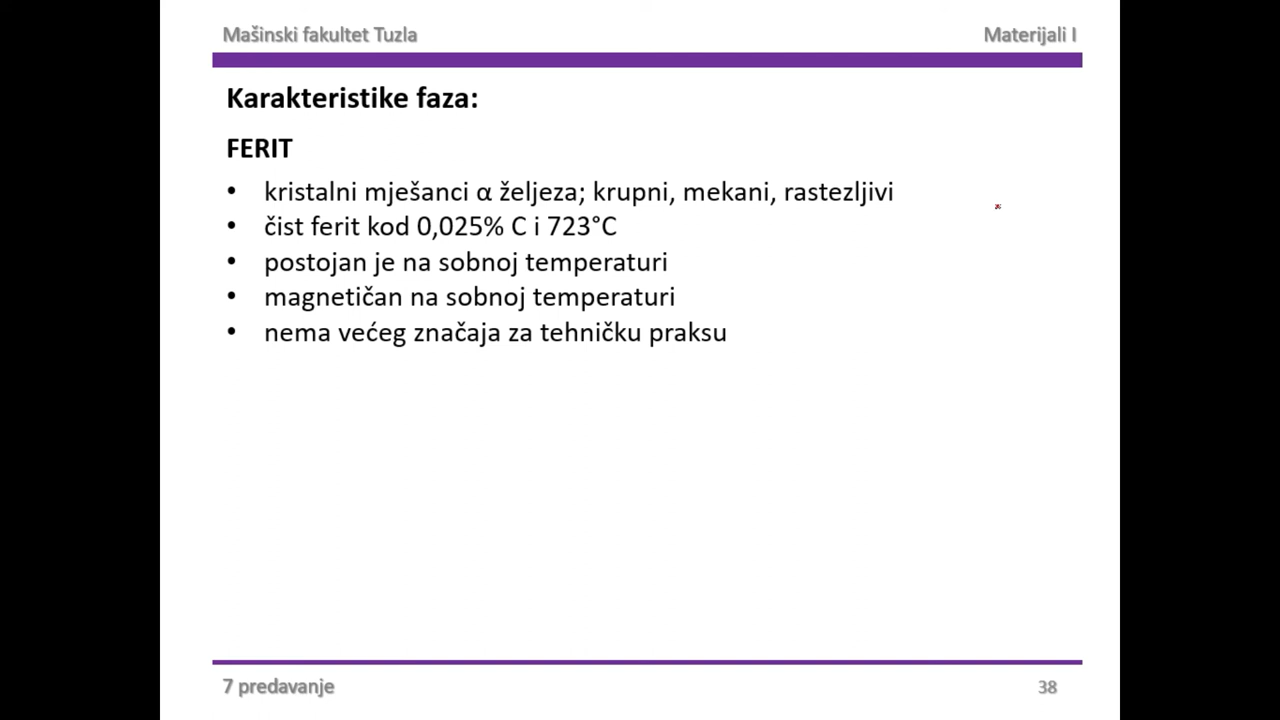 Mašinski fakultet Tuzla
Materijali I
Karakteristike faza:
FERIT
• kristalni mješanci α željeza; krupni, mekani, rastezljivi
• čist ferit kod 0,025% C i 723°C
• postojan je na sobnoj temperaturi
• magnetičan na sobnoj temperaturi
• nema većeg značaja za tehničku praksu
7 predavanje
38